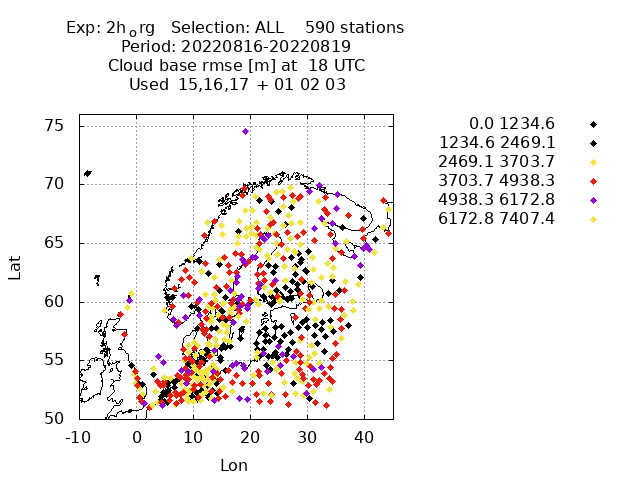 Exp: 2horg Selection: ALL 590 stations
Period: 20220816-20220819
Cloud base rmse [m] at 18 UTC
Used 15,16,17 + 01 02 03
0.0 1234.6
1234.6 2469.1
2469.1 3703.7
3703.7 4938.3
4938.3 6172.8
6172.8 7407.4
75
70
65
60
55
50
Lat
-10 0 10 20 30 40
Lon